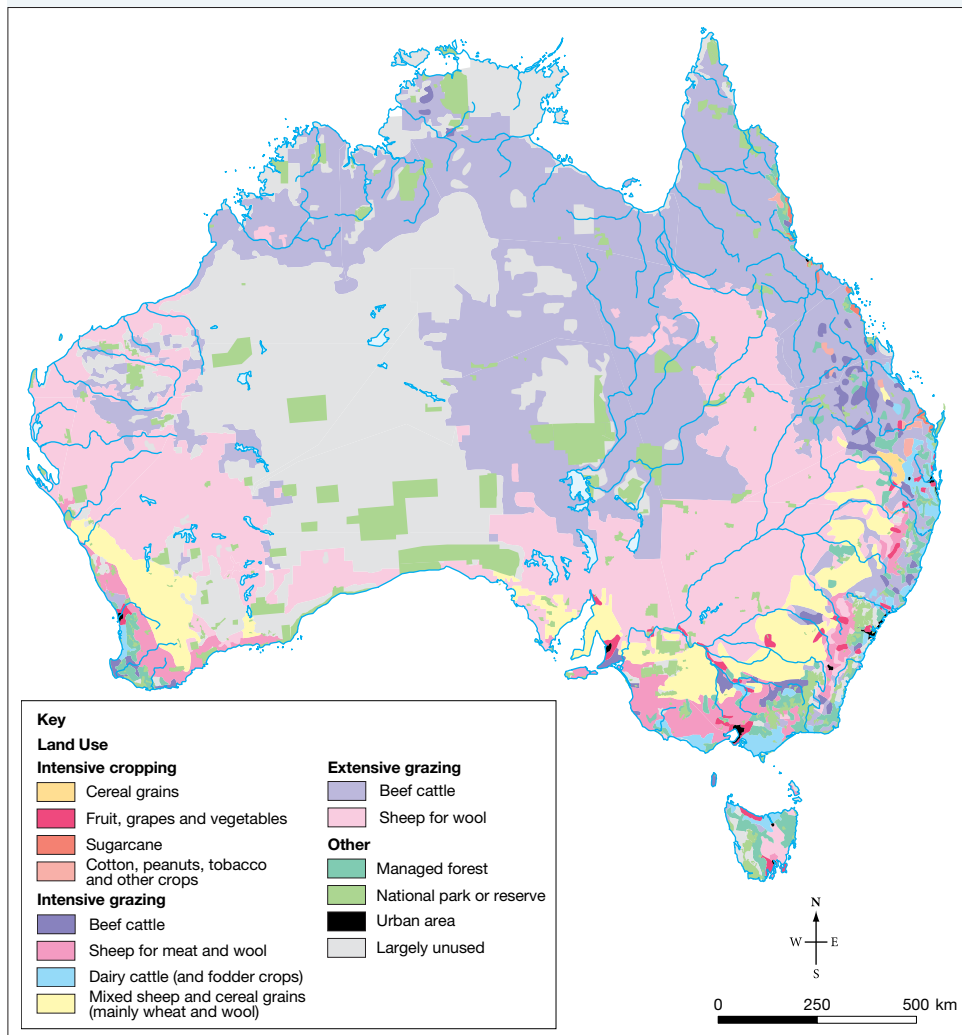 Key
Land Use
Intensive cropping
Cereal grains
Fruit, grapes and vegetables
Sugarcane
Cotton, peanuts, tobacco
and other crops
Intensive grazing
Beef cattle
Sheep for meat and wool
Dairy cattle (and fodder crops)
Mixed sheep and cereal grains
(mainly wheat and wool)
Extensive grazing
Beef cattle
Sheep for wool
Other
Managed forest
National park or reserve
Urban area
Largely unused
N
W E
S
0 250 500 km